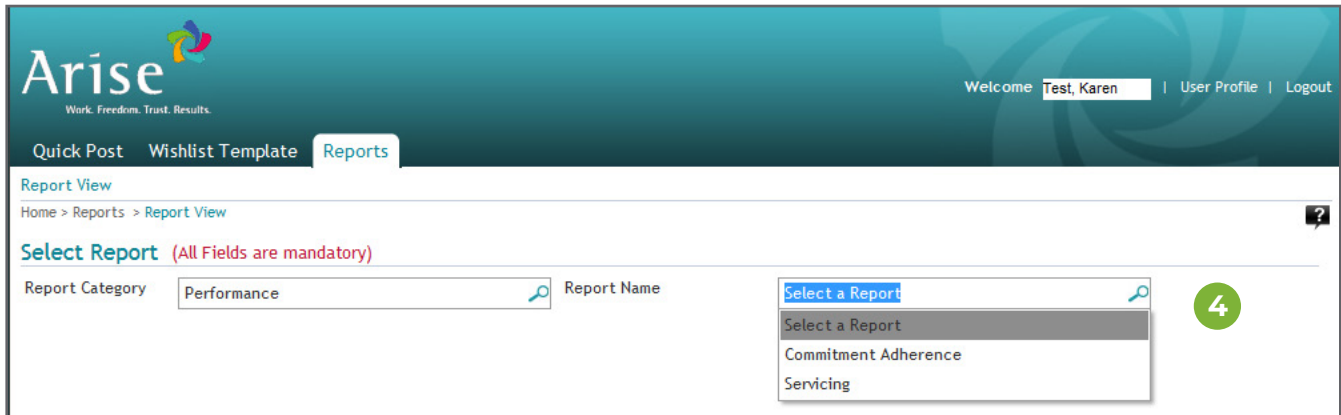 Arise
Work. Freedom. Trust. Results.
Welcome Test, Karen | User Profile | Logout
Quick Post Wishlist Template Reports
Report View
Home > Reports > Report View
?
Select Report (All Fields are mandatory)
Report Category Performance Report Name Select a Report
4
Select a Report
Commitment Adherence
Servicing